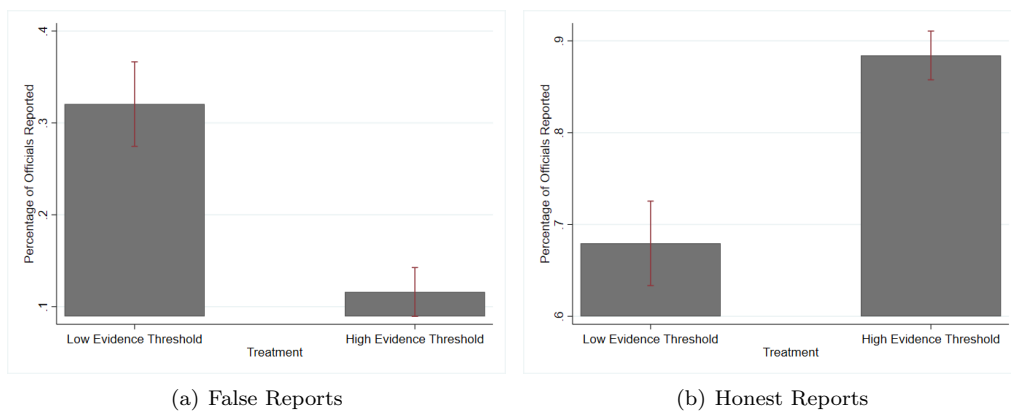 .4
.3
.2
.1
Percentage of Officials Reported
Low Evidence Threshold
High Evidence Threshold
Treatment
(a) False Reports
.9
.8
.7
.6
Percentage of Officials Reported
Low Evidence Threshold
High Evidence Threshold
Treatment
(b) Honest Reports